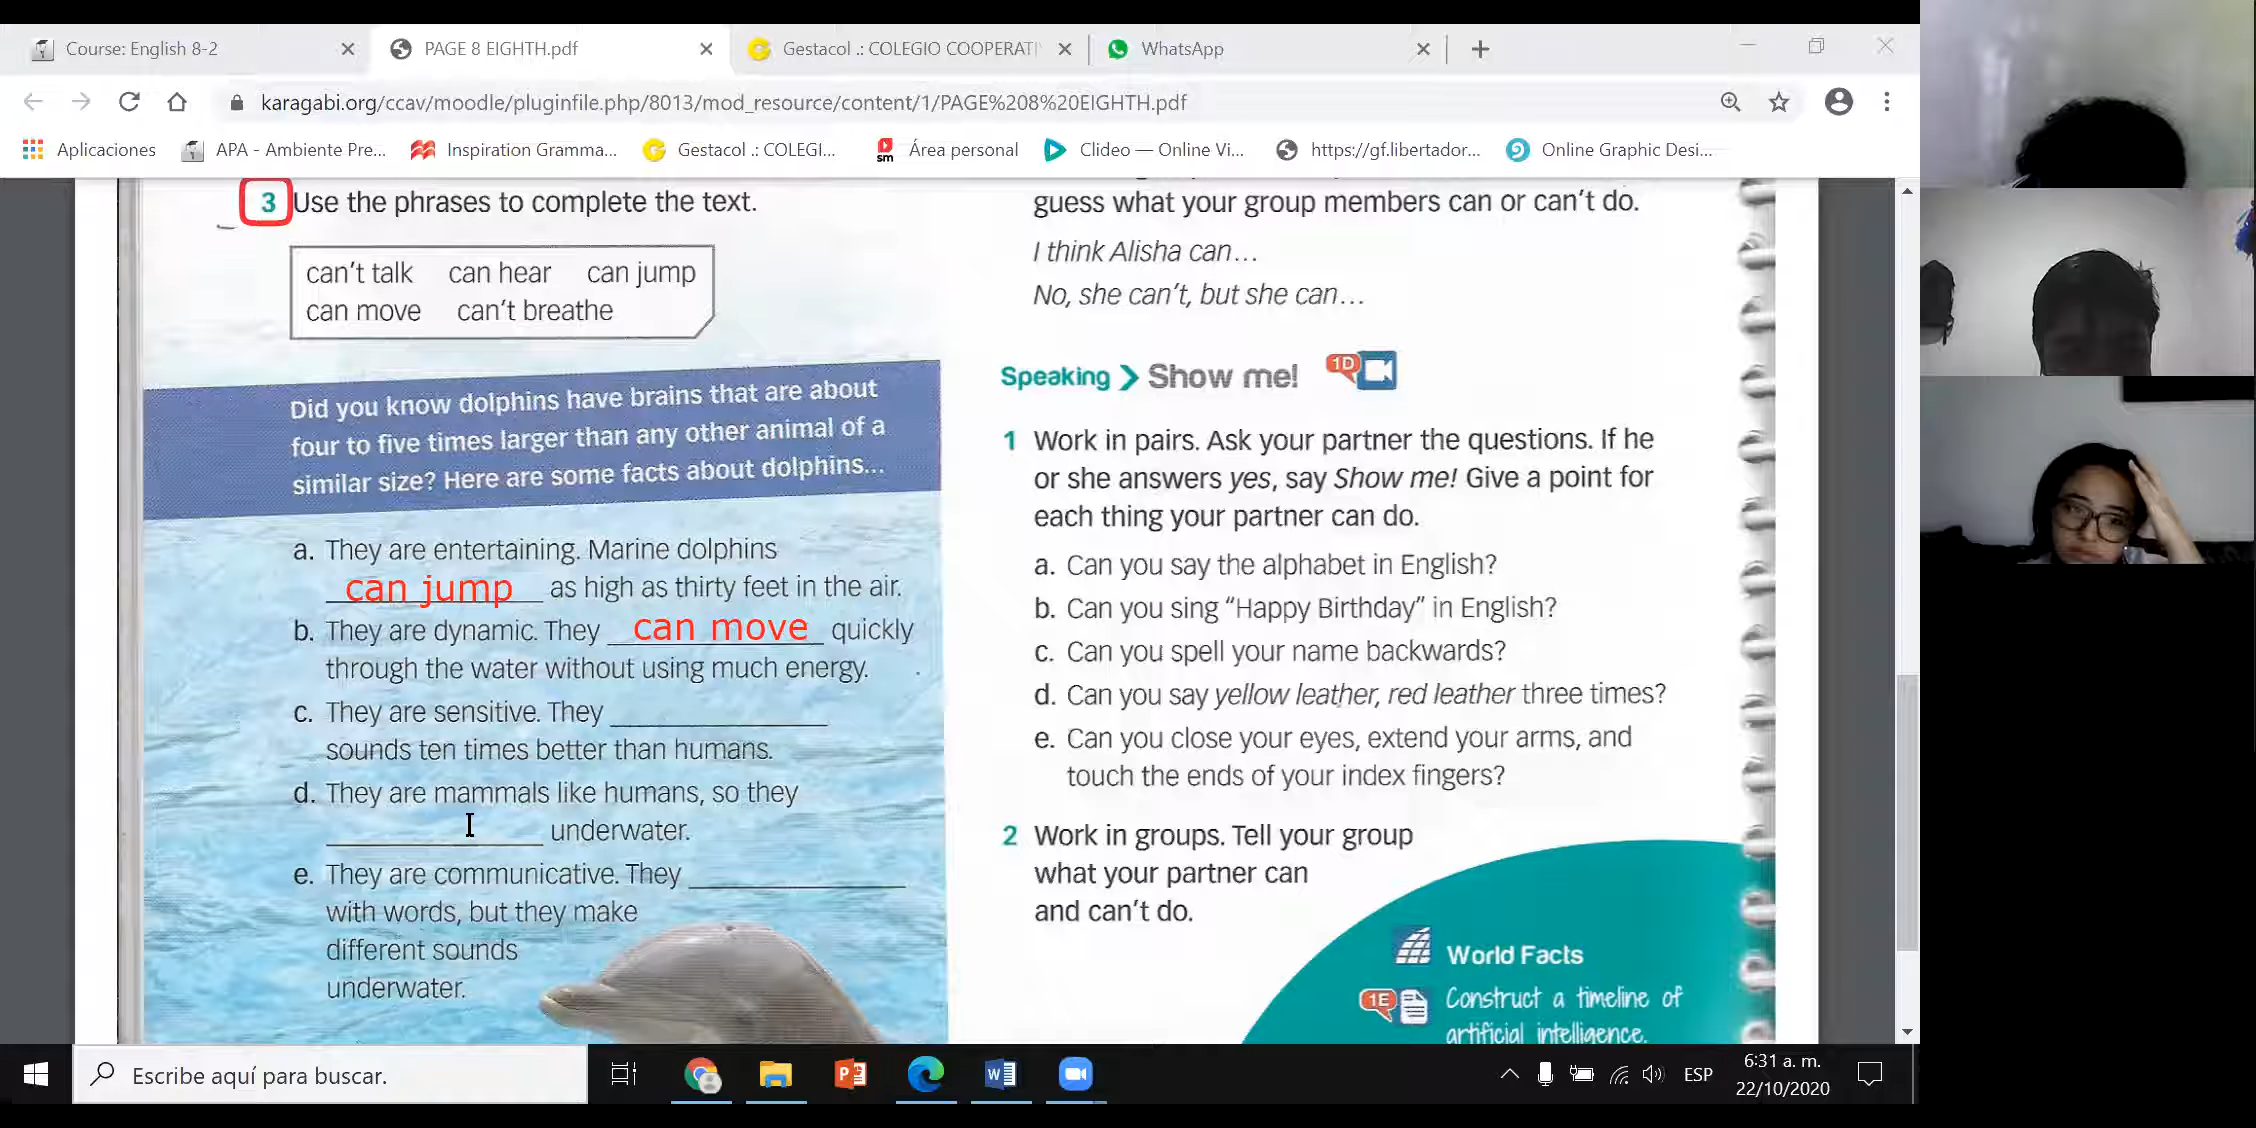 Course: English 8-2
PAGE 8 EIGHTH.pdf
Gestacol .: COLEGIO COOPERATI
WhatsApp
karagabi.org/ccav/moodle/pluginfile.php/8013/mod_resource/content/1/PAGE%208%20EIGHTH.pdf
Aplicaciones
APA - Ambiente Pre...
Inspiration Gramma...
Gestacol .: COLEGI...
sm
Área personal
Clideo — Online Vi...
https://gf.libertador...
Online Graphic Desi...
3 Use the phrases to complete the text.
can't talk can hear can jump
can move can't breathe
Did you know dolphins have brains that are about
four to five times larger than any other animal of a
similar size? Here are some facts about dolphins...
a. They are entertaining. Marine dolphins
can jump as high as thirty feet in the air.
b. They are dynamic. They can move quickly
through the water without using much energy.
c. They are sensitive. They
sounds ten times better than humans.
d. They are mammals like humans, so they
underwater.
e. They are communicative. They
with words, but they make
different sounds
underwater.
guess what your group members can or can't do.
I think Alisha can...
No, she can't, but she can...
Speaking Show me! 1D
1 Work in pairs. Ask your partner the questions. If he
or she answers yes, say Show me! Give a point for
each thing your partner can do.
a. Can you say the alphabet in English?
b. Can you sing “Happy Birthday” in English?
c. Can you spell your name backwards?
d. Can you say yellow leather, red leather three times?
e. Can you close your eyes, extend your arms, and
touch the ends of your index fingers?
2 Work in groups. Tell your group
what your partner can
and can't do.
World Facts
1E Construct a timeline of
artificial intelligence.
Escribe aquí para buscar.
ESP
6:31 a. m.
22/10/2020